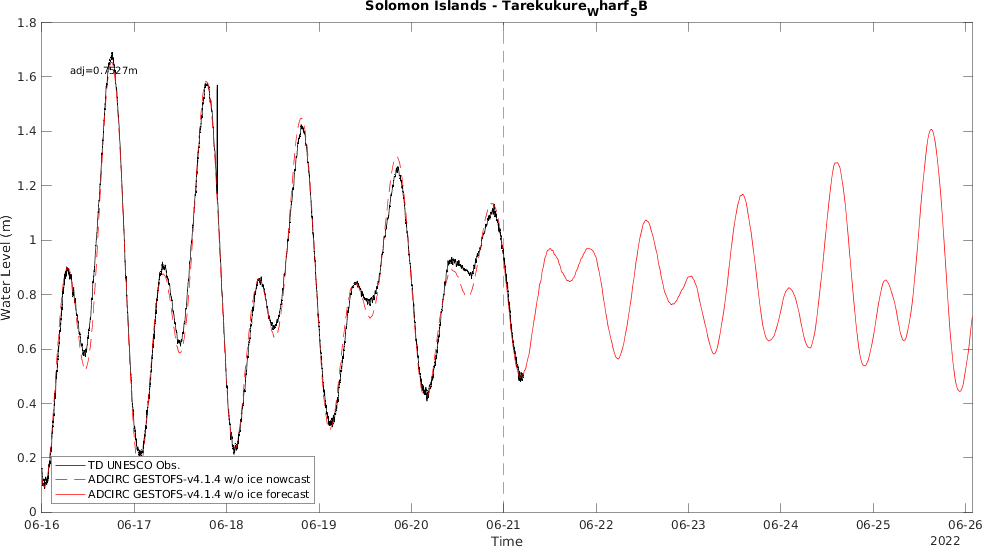 Solomon Islands - Tarekukure_Wharf_SB
1.8
adj=0.7527m
1.6
1.4
1.2
1
0.8
0.6
0.4
0.2
0
Water Level (m)
TD UNESCO Obs.
ADCIRC GESTOFS-v4.1.4 w/o ice nowcast
ADCIRC GESTOFS-v4.1.4 w/o ice forecast
06-16 06-17 06-18 06-19 06-20 06-21 06-22 06-23 06-24 06-25 06-26
Time
2022